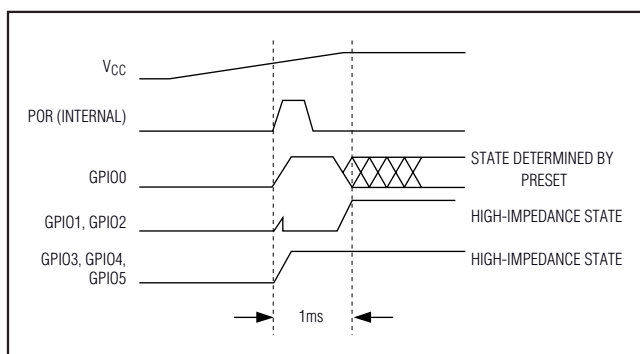 VCC
POR (INTERNAL)
GPIO0
STATE DETERMINED BY
PRESET
GPIO1, GPIO2
HIGH-IMPEDANCE STATE
GPIO3, GPIO4,
GPIO5
HIGH-IMPEDANCE STATE
1ms